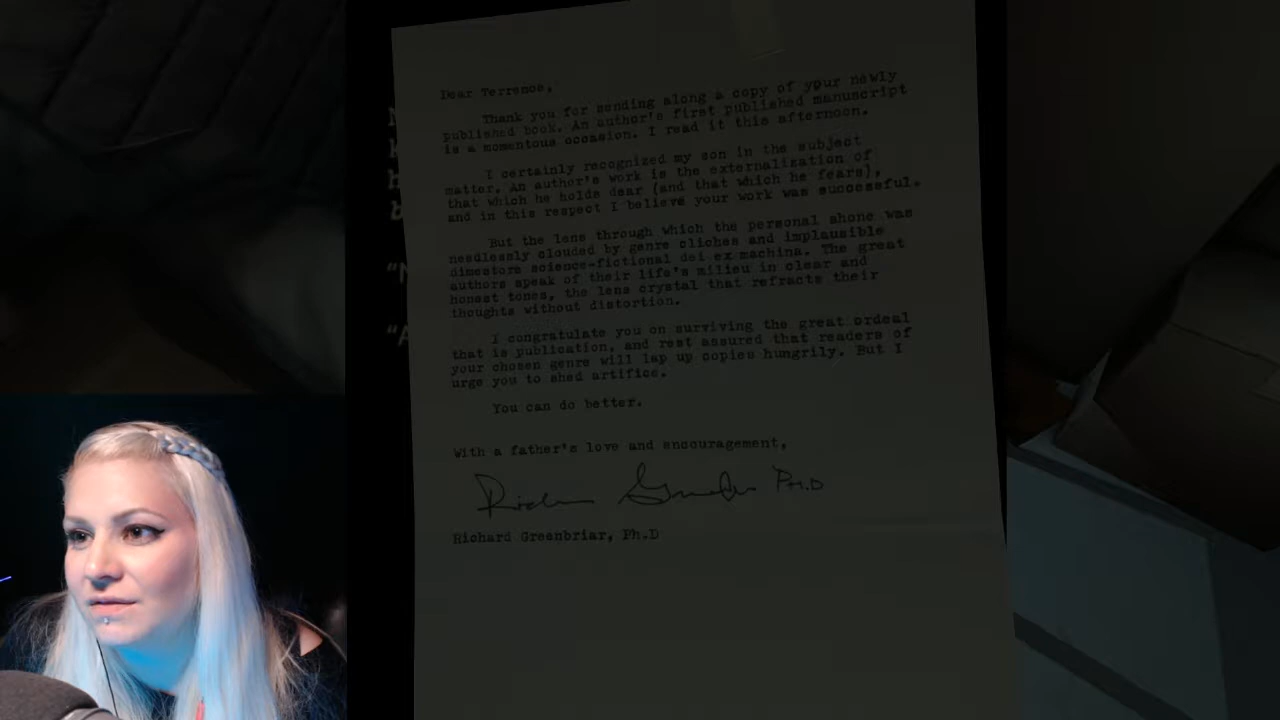 Dear Terrence,
Thank you for sending along a copy of your newly
published book. An author's first published manuscript
is a momentous occasion. I read it this afternoon.
I certainly recognized my son in the subject
matter. An author's work is the externalization of
that which he holds dear (and that which he fears),
and in this respect I believe your work was successful.
But the lens through which the personal ahone was
needlessly clouded by genre cliches and implausible
dimestore science-fictional dei ex machina. The great
authors speak of their life's milieu in clear and
honest tones, the lens crystal that refracts their
thoughts without distortion.
I congratulate you on surviving the great ordeal
that is publication, and rest assured that readers of
your chosen genre will lap up copies hungrily. But I
urge you to shed artifice.
You can do better.
With a father's love and encouragement,
Richard Greenbriar, Ph.D